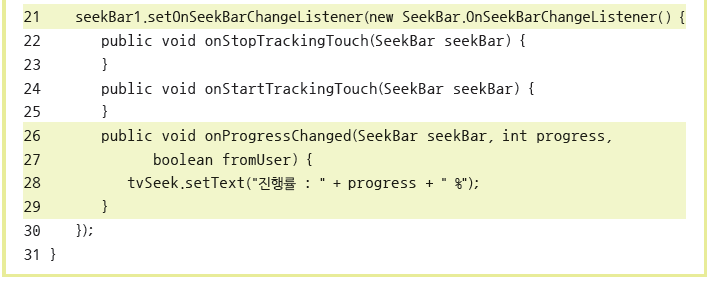 21 seekBar1.setOnSeekBarChangeListener(new SeekBar.OnSeekBarChangeListener() {
22 public void onStopTrackingTouch(SeekBar seekBar) {
23 }
24 public void onStartTrackingTouch(SeekBar seekBar) {
25 }
26 public void onProgressChanged(SeekBar seekBar, int progress,
27 boolean fromUser) {
28 tvSeek.setText("진행률 : " + progress + " %");
29 }
30 });
31 }